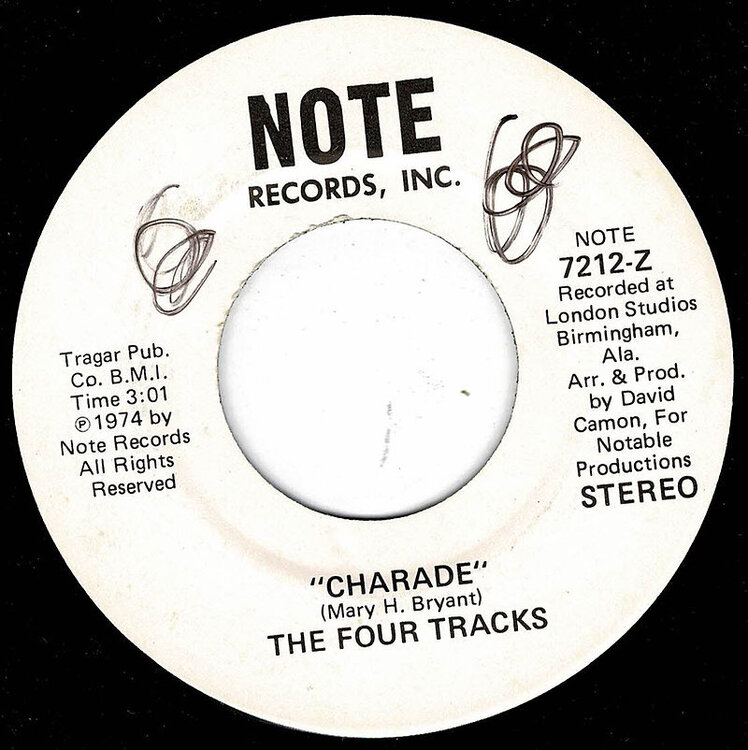 NOTE
RECORDS, INC.
Tragar Pub.
Co. B.M.I.
Time 3:01
℗1974 by
Note Records
All Rights
Reserved
NOTE
7212-Z
Recorded at
London Studios
Birmingham,
Ala.
Arr. & Prod.
by David
Camon, For
Notable
Productions
STEREO
"CHARADE"
(Mary H. Bryant)
THE FOUR TRACKS